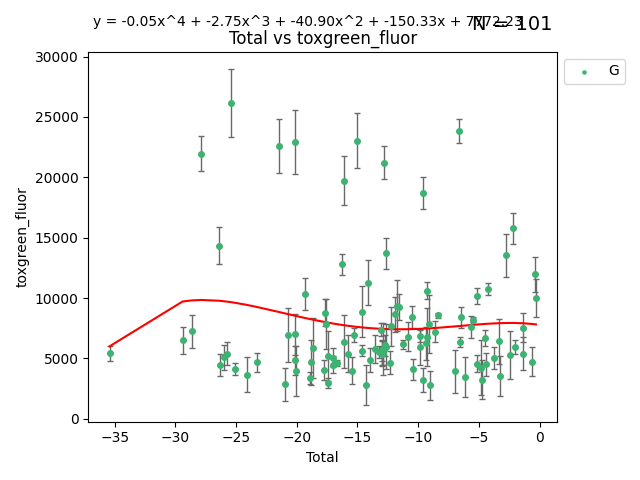 y = -0.05x^4 + -2.75x^3 + -40.90x^2 + -150.33x + 7772.23
N = 101
Total vs toxgreen_fluor
G
30000
25000
20000
15000
10000
5000
0
toxgreen_fluor
−35 −30 −25 −20 −15 −10 −5 0
Total